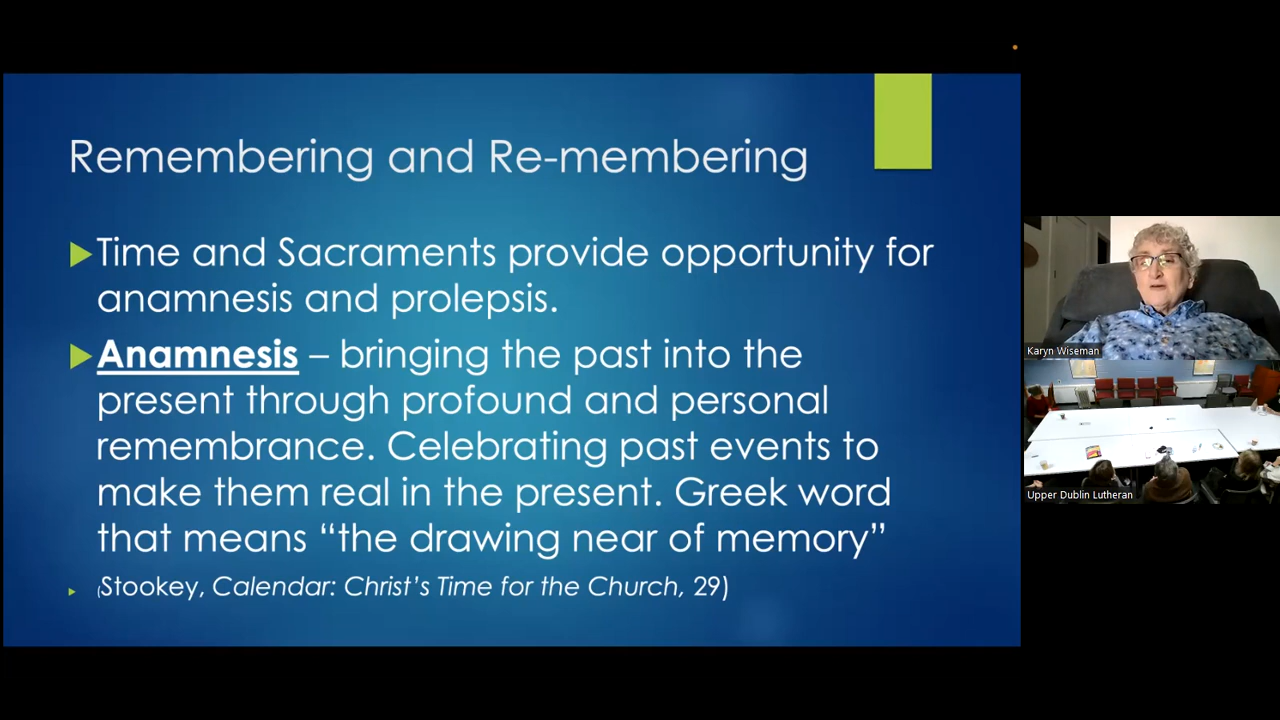 Remembering and Re-membering
Time and Sacraments provide opportunity for
anamnesis and prolepsis.
Anamnesis – bringing the past into the
present through profound and personal
remembrance. Celebrating past events to
make them real in the present. Greek word
that means “the drawing near of memory”
(Stookey, Calendar: Christ’s Time for the Church, 29)
Karyn Wiseman
Upper Dublin Lutheran